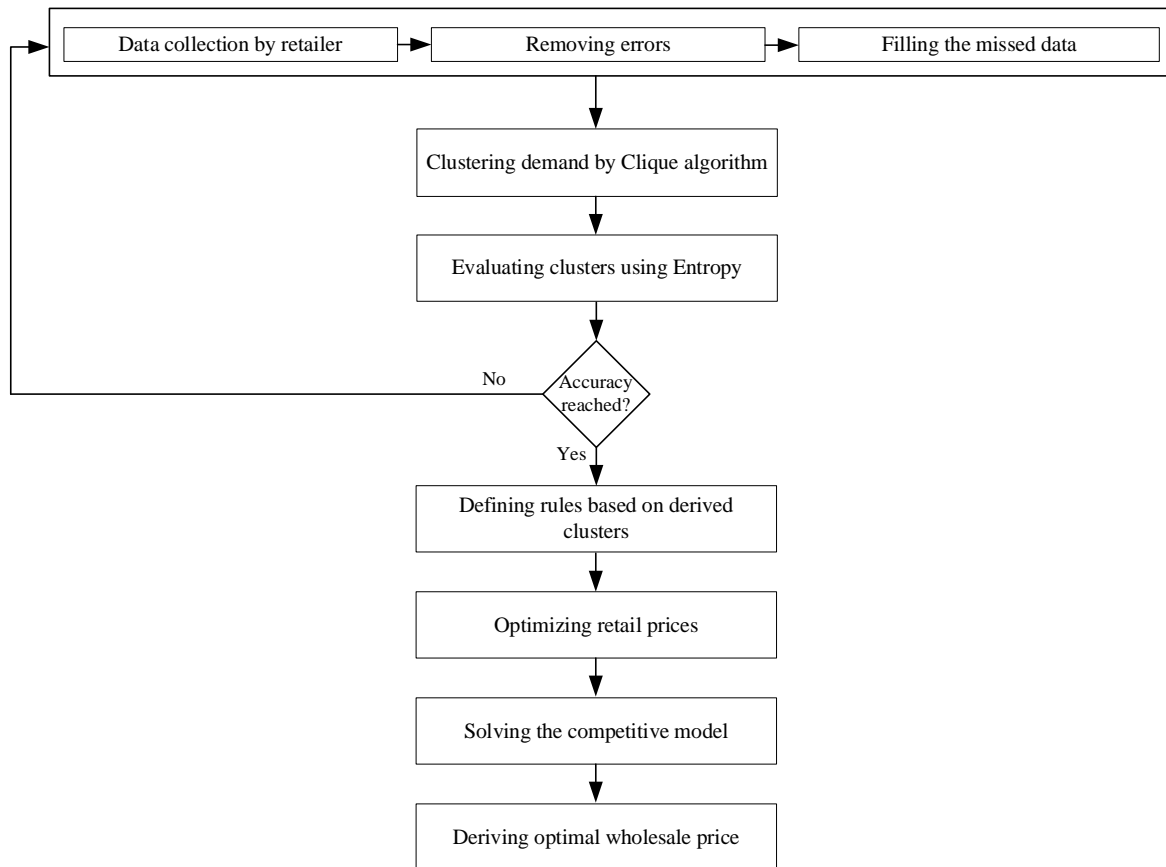 Data collection by retailer
Removing errors
Filling the missed data
Clustering demand by Clique algorithm
Evaluating clusters using Entropy
No
Accuracy
reached?
Yes
Defining rules based on derived
clusters
Optimizing retail prices
Solving the competitive model
Deriving optimal wholesale price